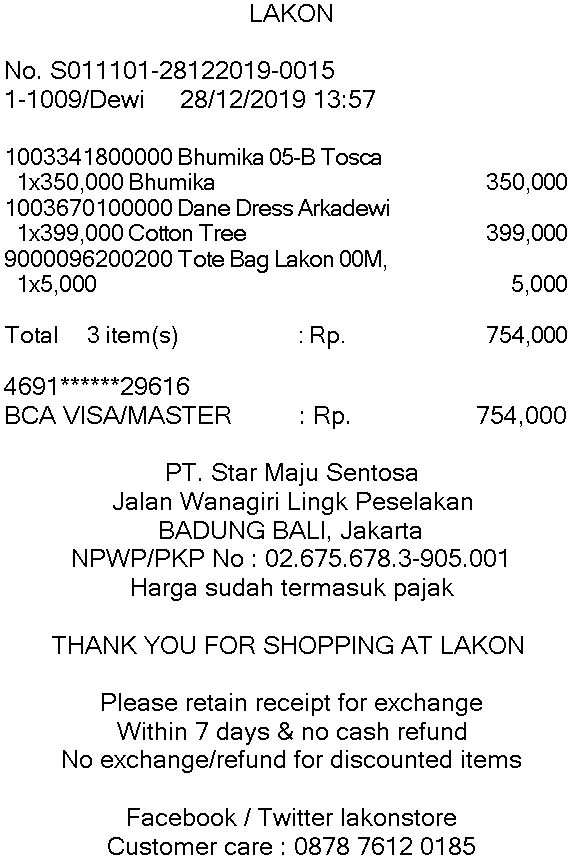 LAKON
No. S011101-28122019-0015
1-1009/Dewi 28/12/2019 13:57
1003341800000 Bhumika 05-B Tosca
1x350,000 Bhumika 350,000
1003670100000 Dane Dress Arkadewi
1x399,000 Cotton Tree 399,000
9000096200200 Tote Bag Lakon 00M,
1x5,000 5,000
Total 3 item(s) : Rp. 754,000
4691******29616
BCA VISA/MASTER : Rp. 754,000
PT. Star Maju Sentosa
Jalan Wanagiri Lingk Peselakan
BADUNG BALI, Jakarta
NPWP/PKP No : 02.675.678.3-905.001
Harga sudah termasuk pajak
THANK YOU FOR SHOPPING AT LAKON
Please retain receipt for exchange
Within 7 days & no cash refund
No exchange/refund for discounted items
Facebook / Twitter lakonstore
Customer care : 0878 7612 0185